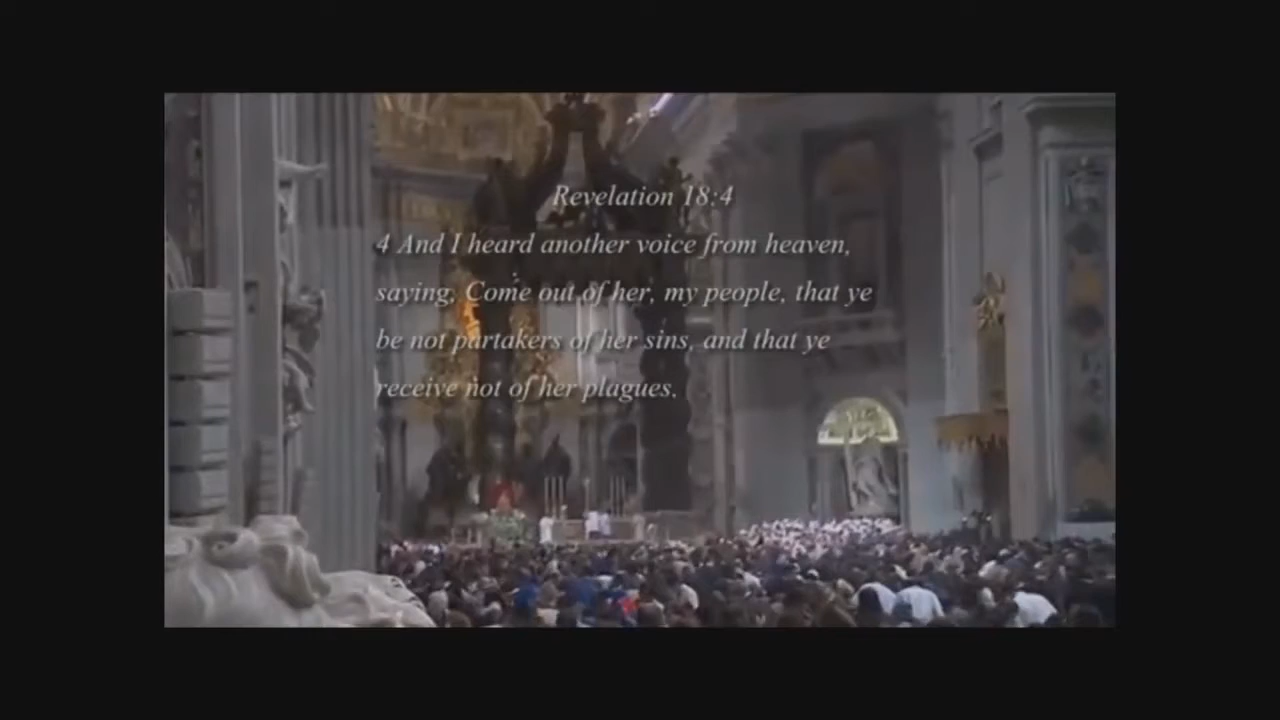 Revelation 18:4
4 And I heard another voice from heaven,
saying, Come out of her, my people, that ye
be not partakers of her sins, and that ye
receive not of her plagues.